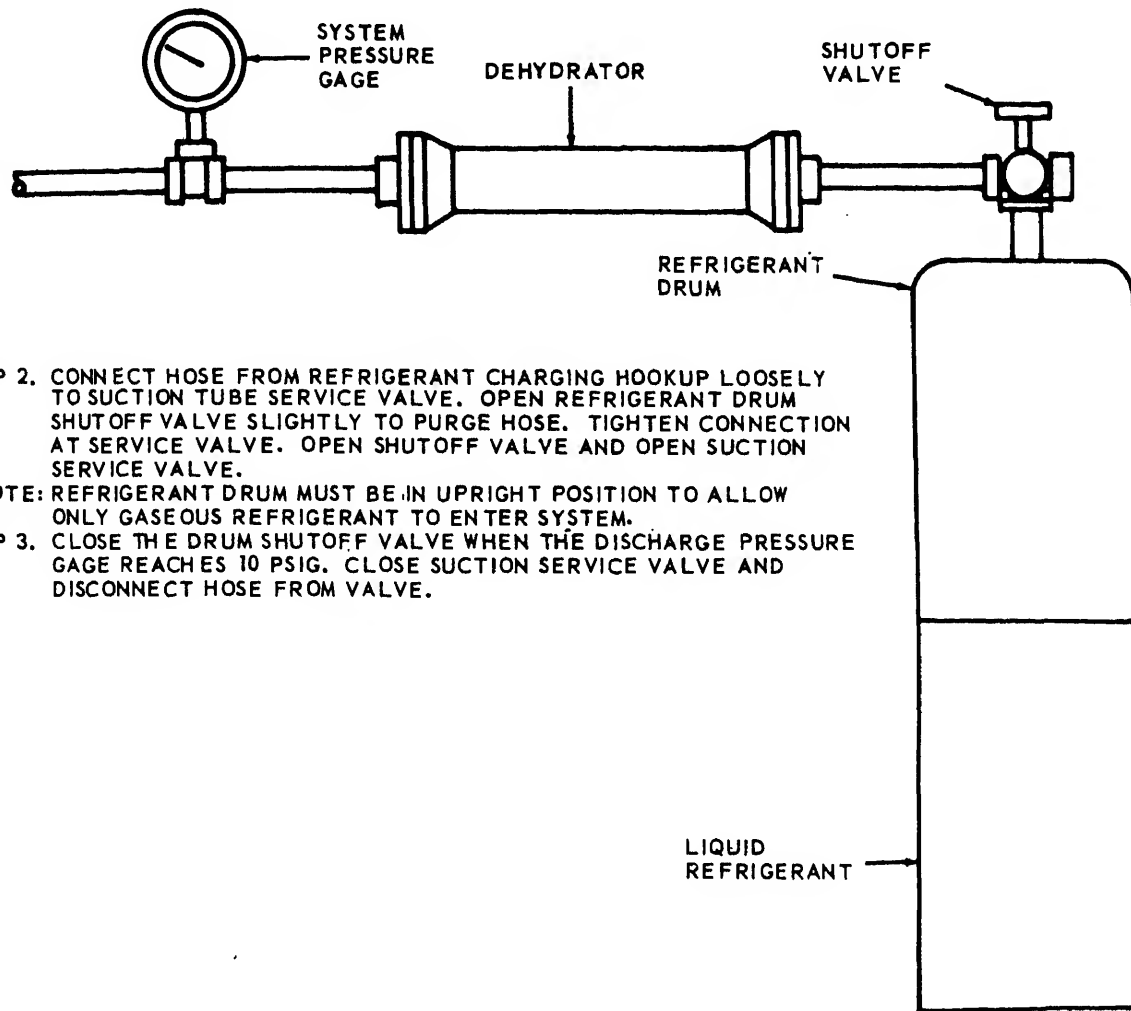 SYSTEM
PRESSURE
GAGE
DEHYDRATOR
SHUTOFF
VALVE
REFRIGERANT
DRUM
P 2. CONNECT HOSE FROM REFRIGERANT CHARGING HOOKUP LOOSELY
TO SUCTION TUBE SERVICE VALVE. OPEN REFRIGERANT DRUM
SHUTOFF VALVE SLIGHTLY TO PURGE HOSE. TIGHTEN CONNECTION
AT SERVICE VALVE. OPEN SHUTOFF VALVE AND OPEN SUCTION
SERVICE VALVE.
OTE: REFRIGERANT DRUM MUST BE IN UPRIGHT POSITION TO ALLOW
ONLY GASEOUS REFRIGERANT TO ENTER SYSTEM.
P 3. CLOSE THE DRUM SHUTOFF VALVE WHEN THE DISCHARGE PRESSURE
GAGE REACHES 10 PSIG. CLOSE SUCTION SERVICE VALVE AND
DISCONNECT HOSE FROM VALVE.
LIQUID
REFRIGERANT